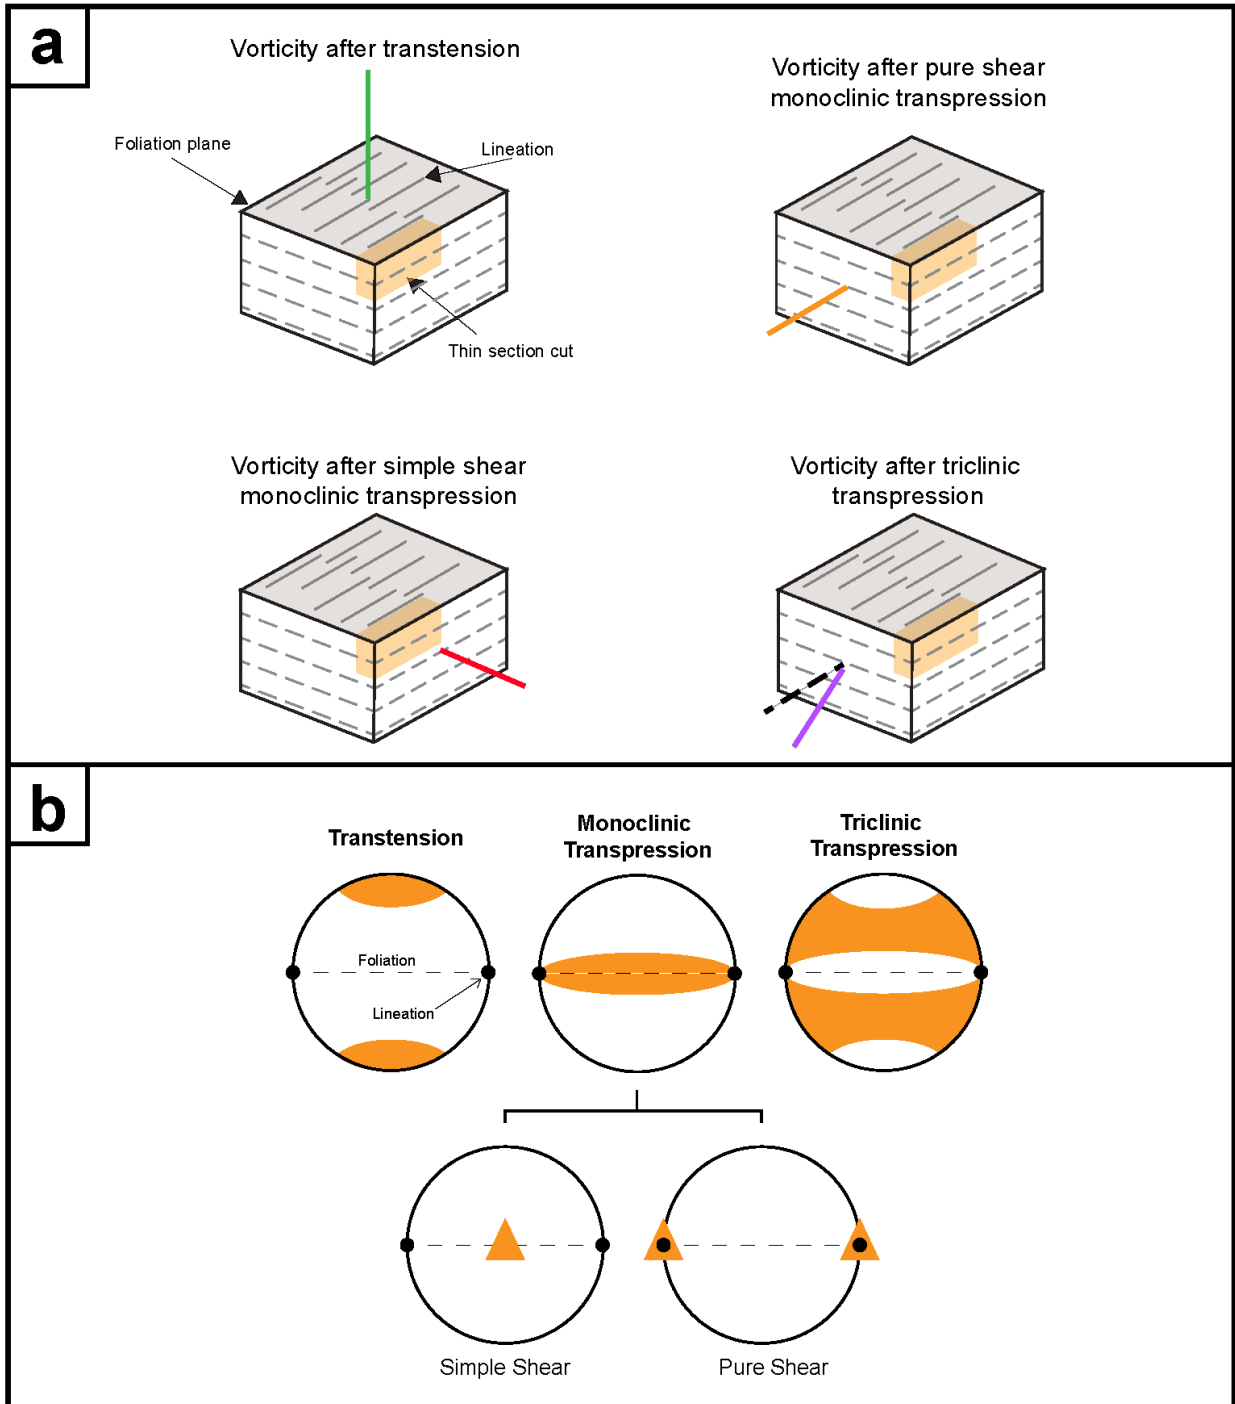 a
Vorticity after transtension
Vorticity after pure shear
monoclinic transpression
Foliation plane
Lineation
Thin section cut
Vorticity after simple shear
monoclinic transpression
Vorticity after triclinic
transpression
b
Transtension
Monoclinic
Transpression
Triclinic
Transpression
Foliation
Lineation
Simple Shear
Pure Shear